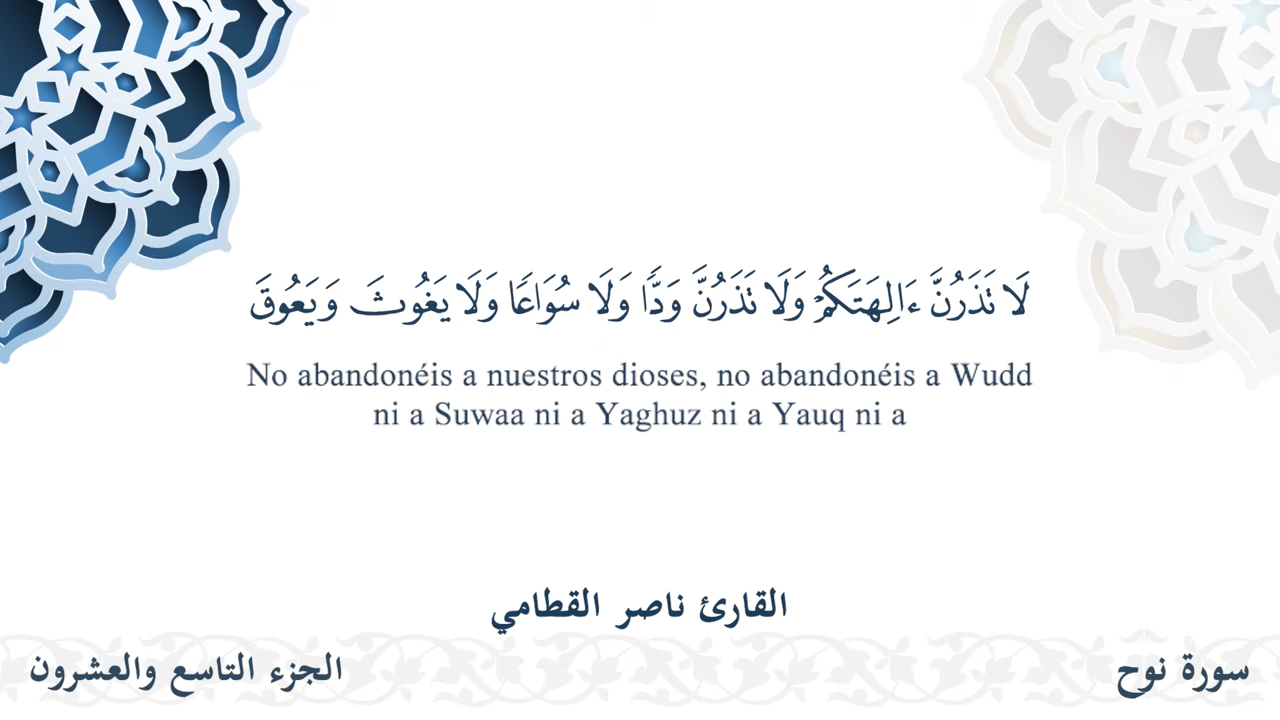 لَا تَذَرُنَّ ءَالِهَتَكُمْ وَلَا تَذَرُنَّ وَدًّا وَلَا سُوَاعًا وَلَا يَغُوثَ وَيَعُوقَ
No abandonéis a nuestros dioses, no abandonéis a Wudd
ni a Suwaa ni a Yaghuz ni a Yauq ni a
القارئ ناصر القطامي
سورة نوح
الجزء التاسع والعشرون